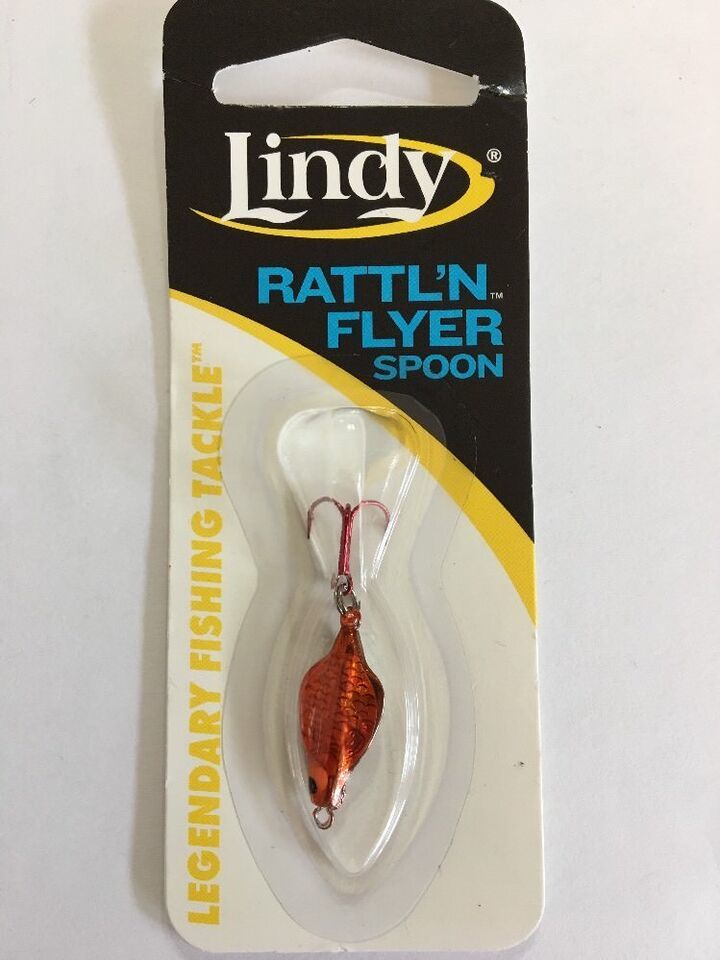 Lindy®
RATTL'N™
FLYER
SPOON
LEGENDARY FISHING TACKLE™